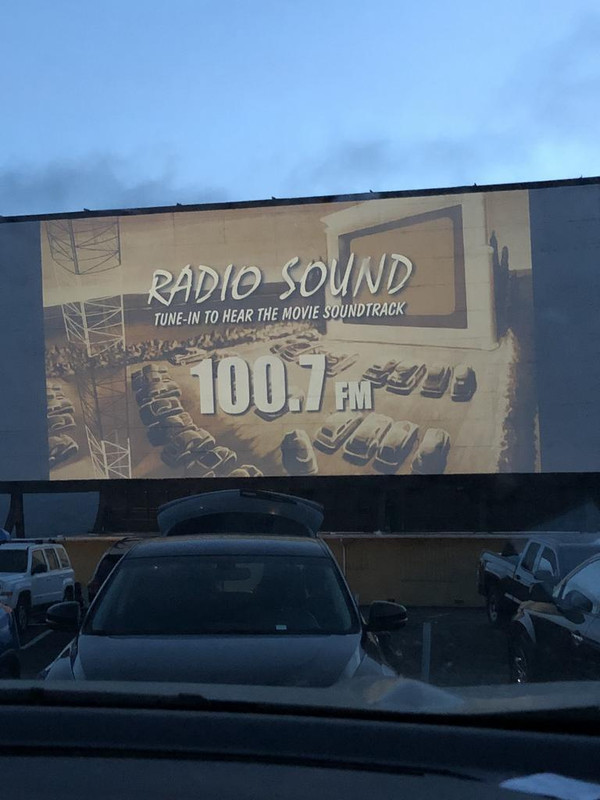 RADIO SOUND
TUNE-IN TO HEAR THE MOVIE SOUNDTRACK
100.7 FM